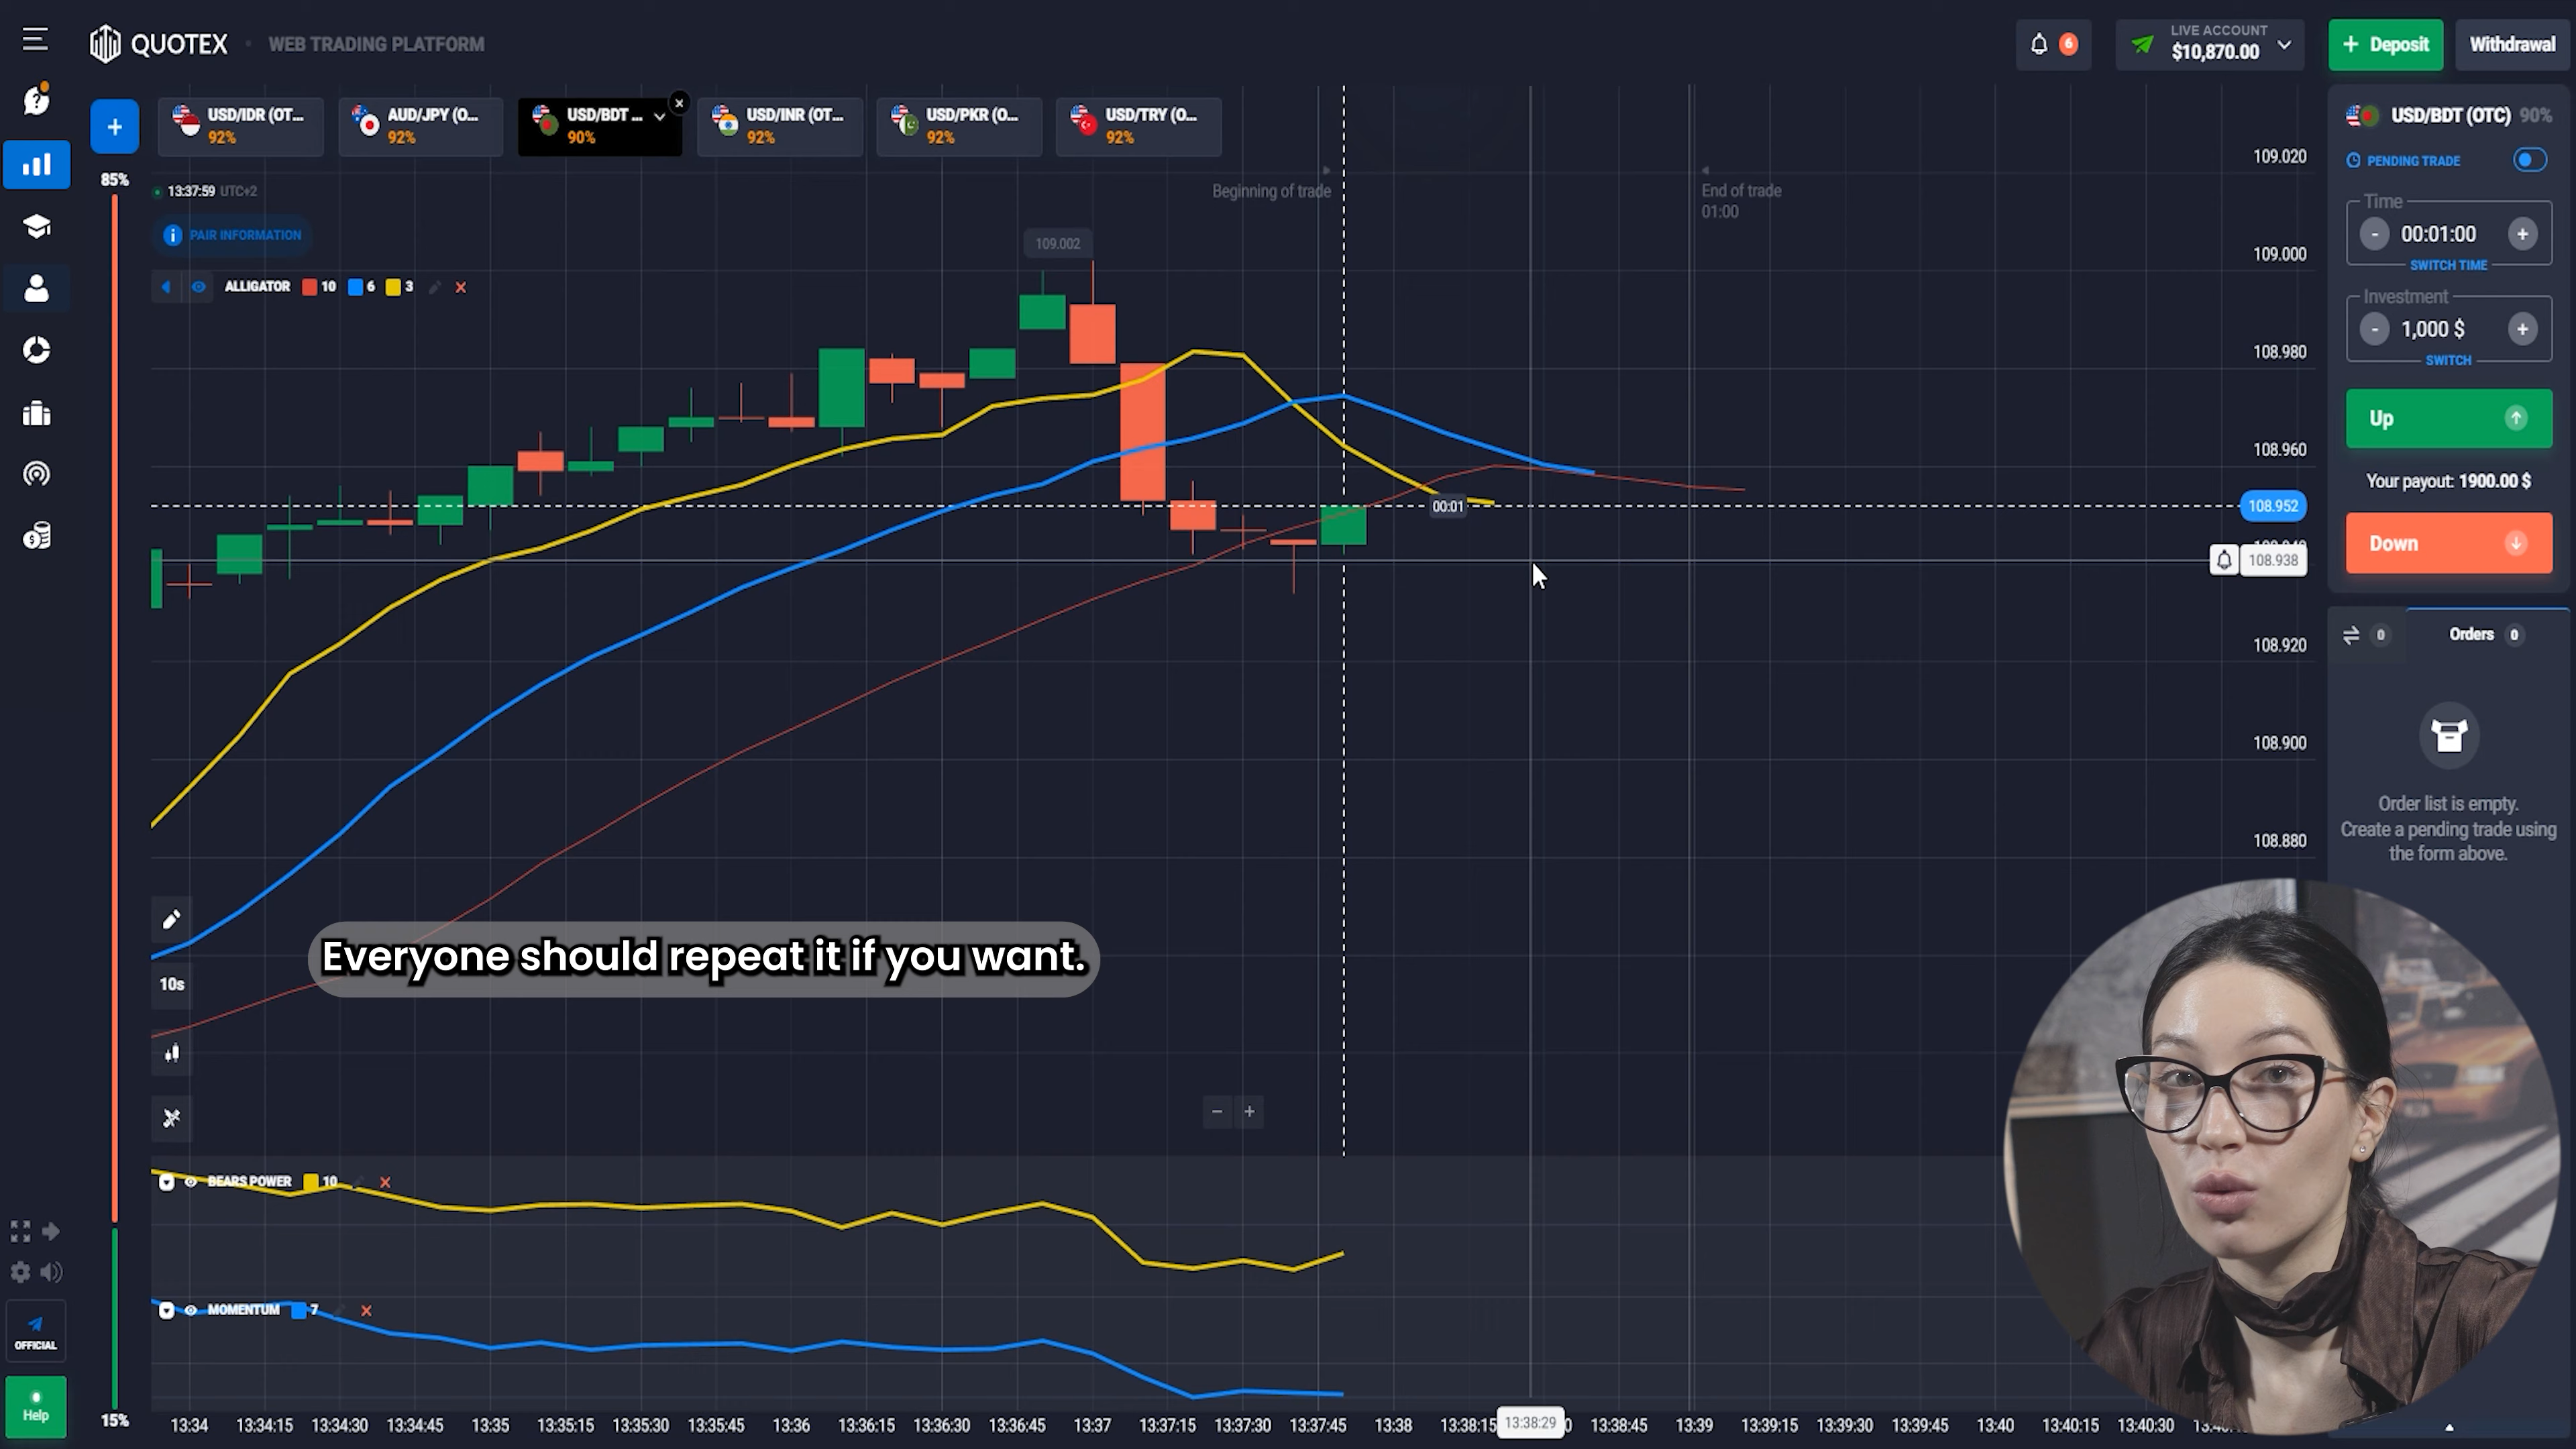 QUOTEX
WEB TRADING PLATFORM
6
LIVE ACCOUNT
$10,870.00
+ Deposit
Withdrawal
+
USD/IDR (OT...
92%
AUD/JPY (O...
92%
USD/BDT ...
90%
USD/INR (OT...
92%
USD/PKR (O...
92%
USD/TRY (O...
92%
85%
13:37:59 UTC+2
PAIR INFORMATION
ALLIGATOR 10 6 3
Beginning of trade
End of trade
01:00
109.002
00:01
109.020
109.000
108.980
108.960
108.952
108.938
108.920
108.900
108.880
USD/BDT (OTC) 90%
PENDING TRADE
Time
- 00:01:00 +
SWITCH TIME
Investment
- 1,000 $ +
SWITCH
Up
Your payout: 1900.00 $
Down
0
Orders 0
Order list is empty.
Create a pending trade using
the form above.
Everyone should repeat it if you want.
10s
BEARS POWER 10
MOMENTUM 7
OFFICIAL
Help
15%
13:34 13:34:15 13:34:30 13:34:45 13:35 13:35:15 13:35:30 13:35:45 13:36 13:36:15 13:36:30 13:36:45 13:37 13:37:15 13:37:30 13:37:45 13:38 13:38:15 13:38:29 13:38:45 13:39 13:39:15 13:39:30 13:39:45 13:40 13:40:15 13:40:30